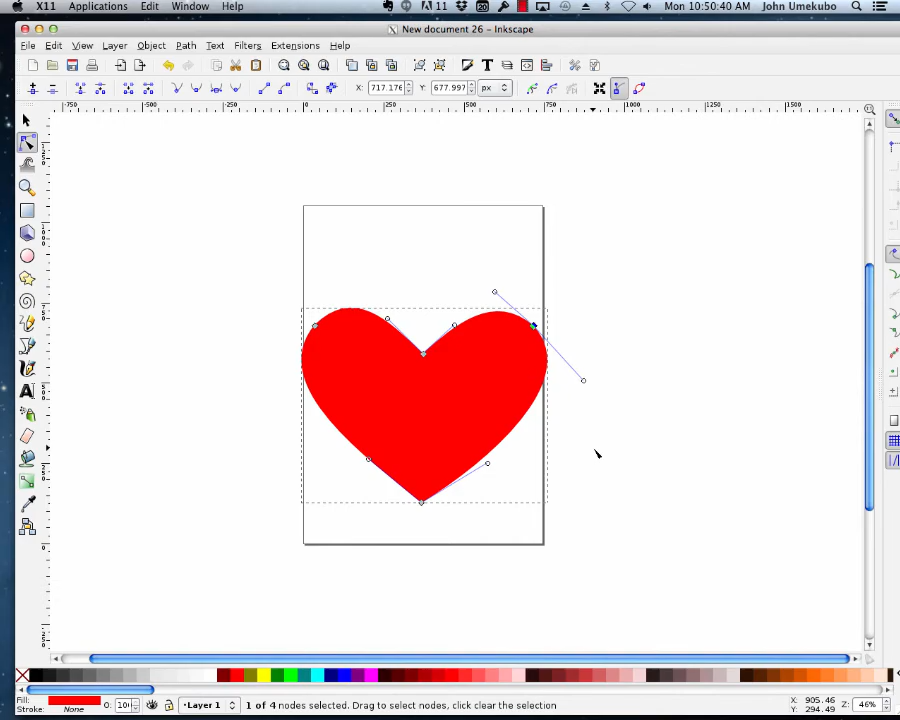 X11 Applications Edit Window Help 11 20 Mon 10:50:40 AM John Umekubo
New document 26 - Inkscape
File Edit View Layer Object Path Text Filters Extensions Help
X: 717.176 Y: 677.997 px
-750 -500 -250 0 250 500 750 1000 1250 1500
Fill: O: 100 Layer 1 1 of 4 nodes selected. Drag to select nodes, click clear the selection X: 905.46 Z: 46%
Stroke: None Y: 294.49